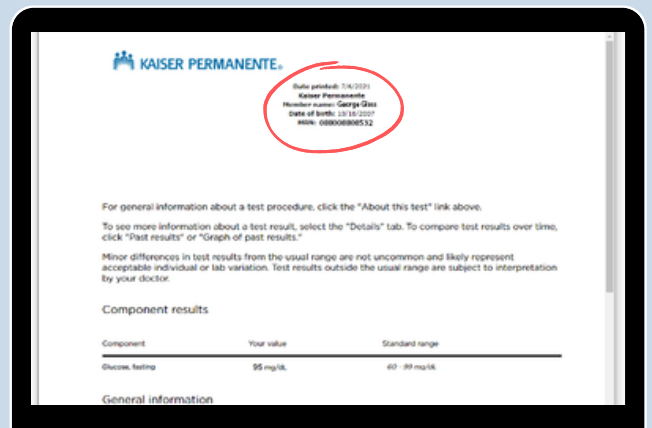 KAISER PERMANENTE®
Date printed: 7/6/2021
Kaiser Permanente
Member name: George Glass
Date of birth: 10/16/2007
MRN:
For general information about a test procedure, click the "About this test" link above.
To see more information about a test result, select the "Details" tab. To compare test results over time,
click "Past results" or "Graph of past results."
Minor differences in test results from the usual range are not uncommon and likely represent
acceptable individual or lab variation. Test results outside the usual range are subject to interpretation
by your doctor.
Component results
Component Your value Standard range
Glucose, fasting 95 mg/dL 60 - 99 mg/dL
General information